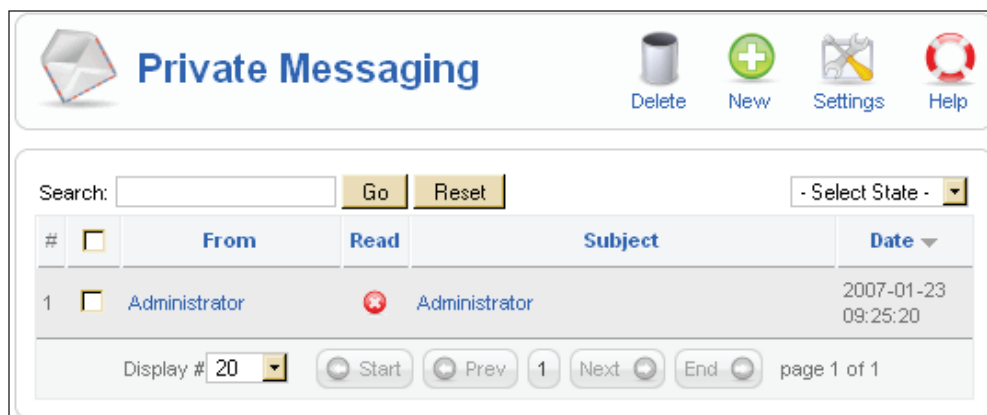 Private Messaging
Delete New Settings Help
Search: Go Reset - Select State -
# From Read Subject Date
1 Administrator Administrator 2007-01-23 09:25:20
Display # 20 Start Prev 1 Next End page 1 of 1